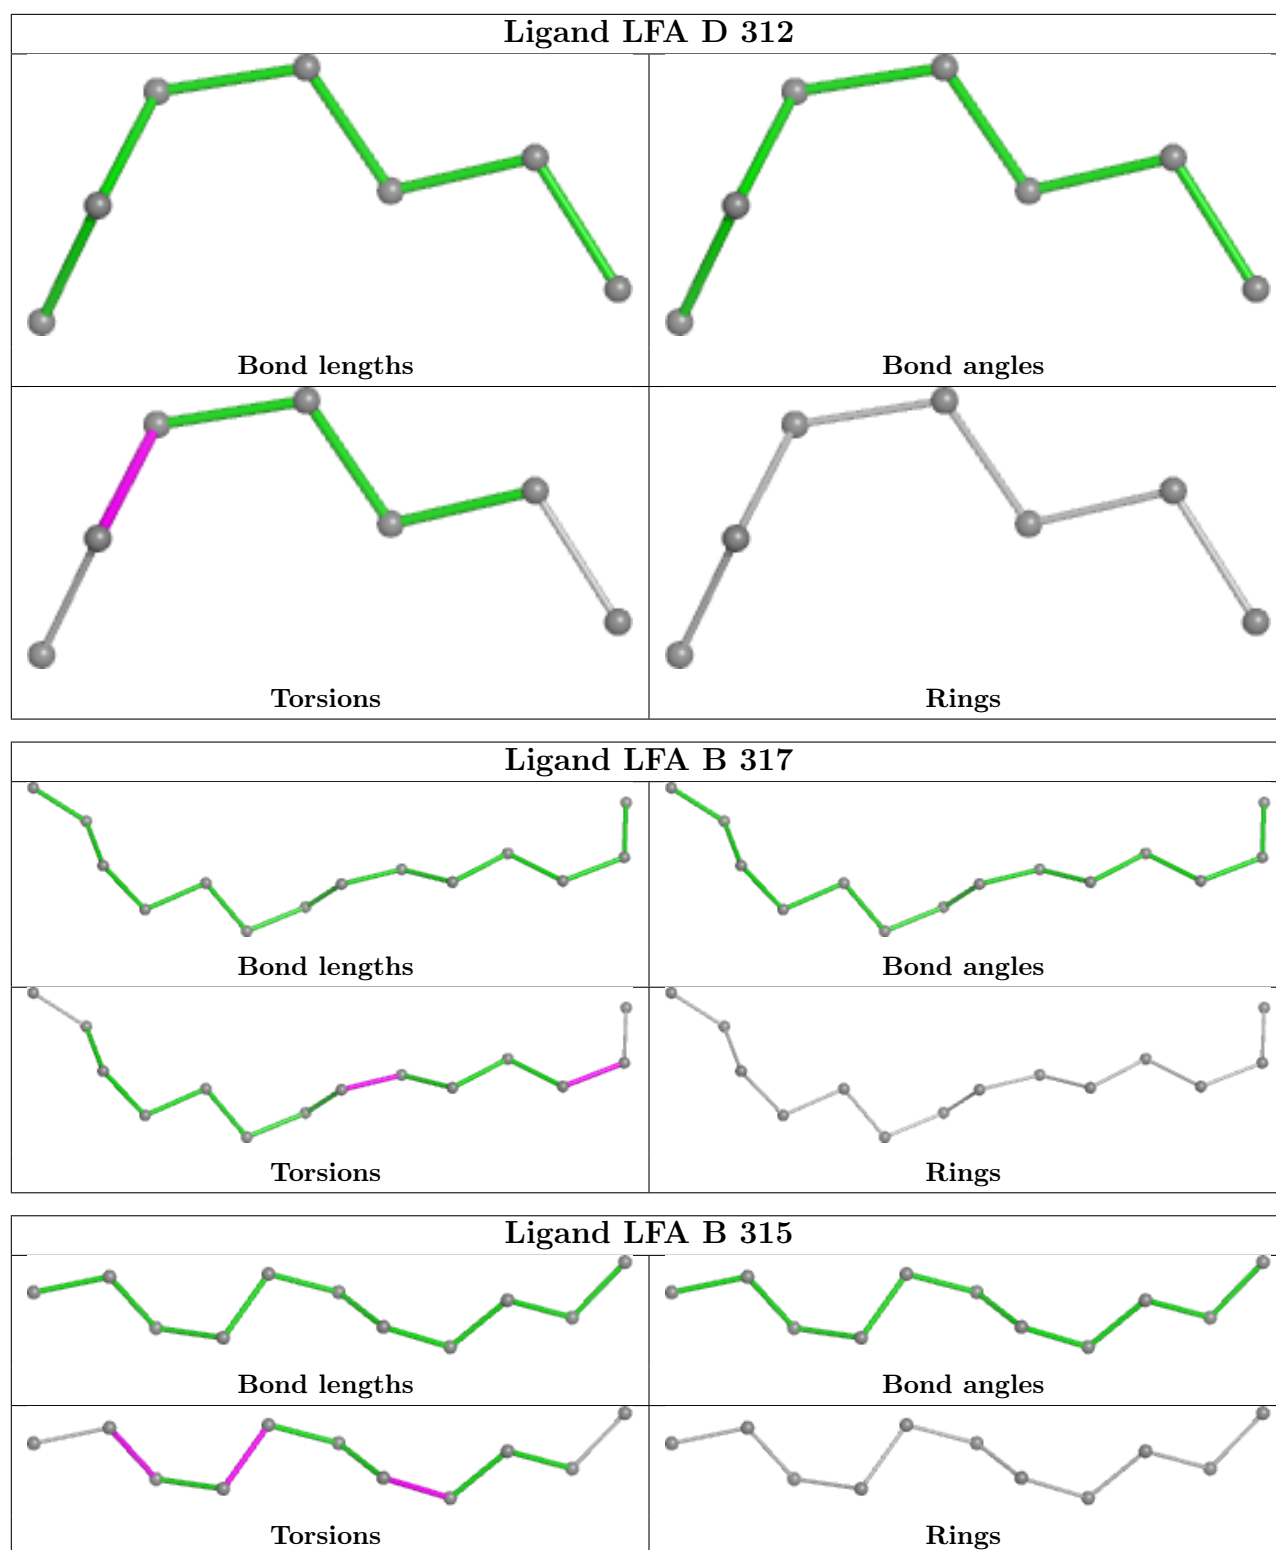 Ligand LFA D 312
Bond lengths
Bond angles
Torsions
Rings
Ligand LFA B 317
Bond lengths
Bond angles
Torsions
Rings
Ligand LFA B 315
Bond lengths
Bond angles
Torsions
Rings